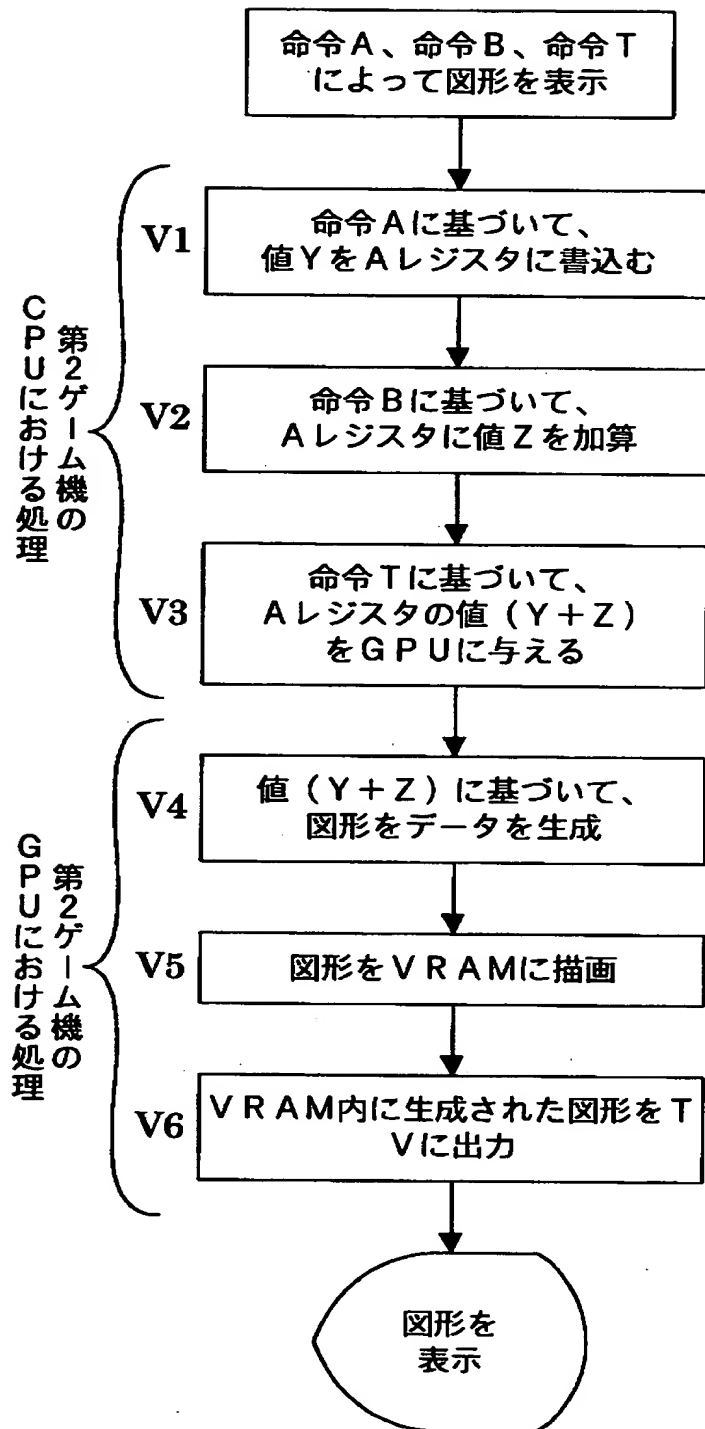 命令A、命令B、命令T
によって図形を表示
第2ゲーム機の
CPUにおける処理
V1
命令Aに基づいて、
値YをAレジスタに書込む
V2
命令Bに基づいて、
Aレジスタに値Zを加算
V3
命令Tに基づいて、
Aレジスタの値(Y+Z)
をGPUに与える
第2ゲーム機の
GPUにおける処理
V4
値(Y+Z)に基づいて、
図形をデータを生成
V5
図形をVRAMに描画
V6
VRAM内に生成された図形をT
Vに出力
図形を
表示